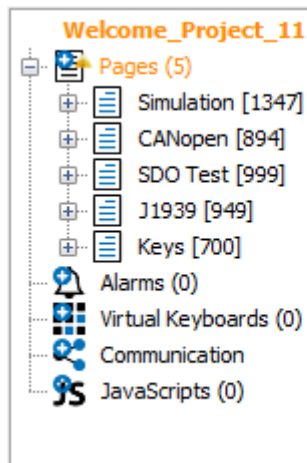 Welcome_Project_11
Pages (5)
Simulation [1347]
CANopen [894]
SDO Test [999]
J1939 [949]
Keys [700]
Alarms (0)
Virtual Keyboards (0)
Communication
JS JavaScripts (0)